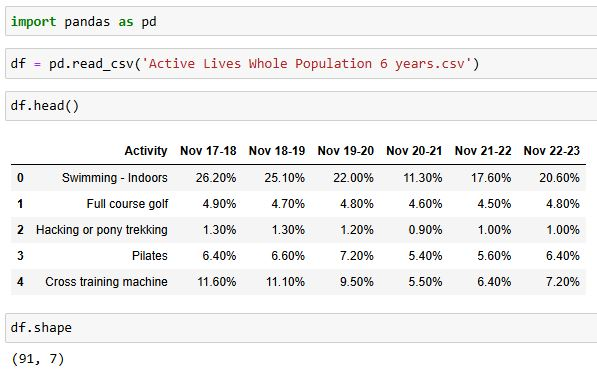 import pandas as pd
df = pd.read_csv('Active Lives Whole Population 6 years.csv')
df.head()
Activity Nov 17-18 Nov 18-19 Nov 19-20 Nov 20-21 Nov 21-22 Nov 22-23
0 Swimming - Indoors 26.20% 25.10% 22.00% 11.30% 17.60% 20.60%
1 Full course golf 4.90% 4.70% 4.80% 4.60% 4.50% 4.80%
2 Hacking or pony trekking 1.30% 1.30% 1.20% 0.90% 1.00% 1.00%
3 Pilates 6.40% 6.60% 7.20% 5.40% 5.60% 6.40%
4 Cross training machine 11.60% 11.10% 9.50% 5.50% 6.40% 7.20%
df.shape
(91, 7)